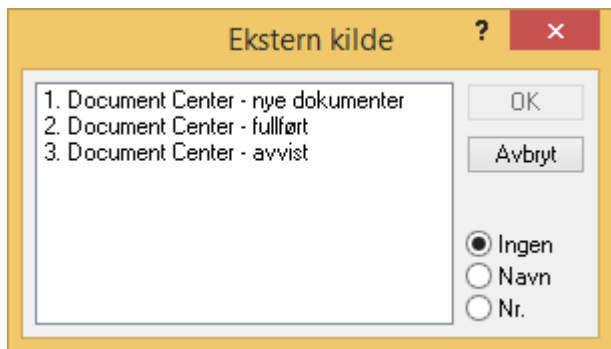 Ekstern kilde
?
1. Document Center - nye dokumenter
2. Document Center - fullført
3. Document Center - avvist
OK
Avbryt
Ingen
Navn
Nr.